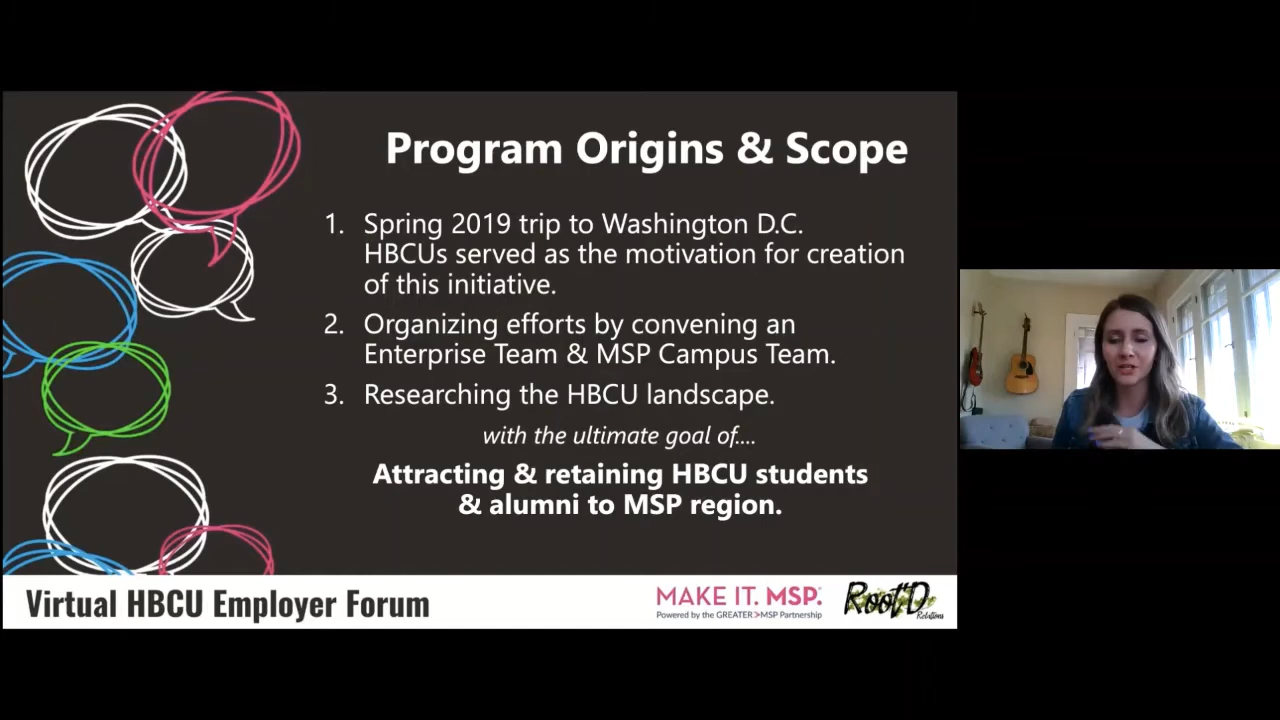 Program Origins & Scope
1. Spring 2019 trip to Washington D.C.
HBCUs served as the motivation for creation
of this initiative.
2. Organizing efforts by convening an
Enterprise Team & MSP Campus Team.
3. Researching the HBCU landscape.
with the ultimate goal of....
Attracting & retaining HBCU students
& alumni to MSP region.
Virtual HBCU Employer Forum
MAKE IT. MSP.
Powered by the GREATER>MSP Partnership
Root'D
Relations